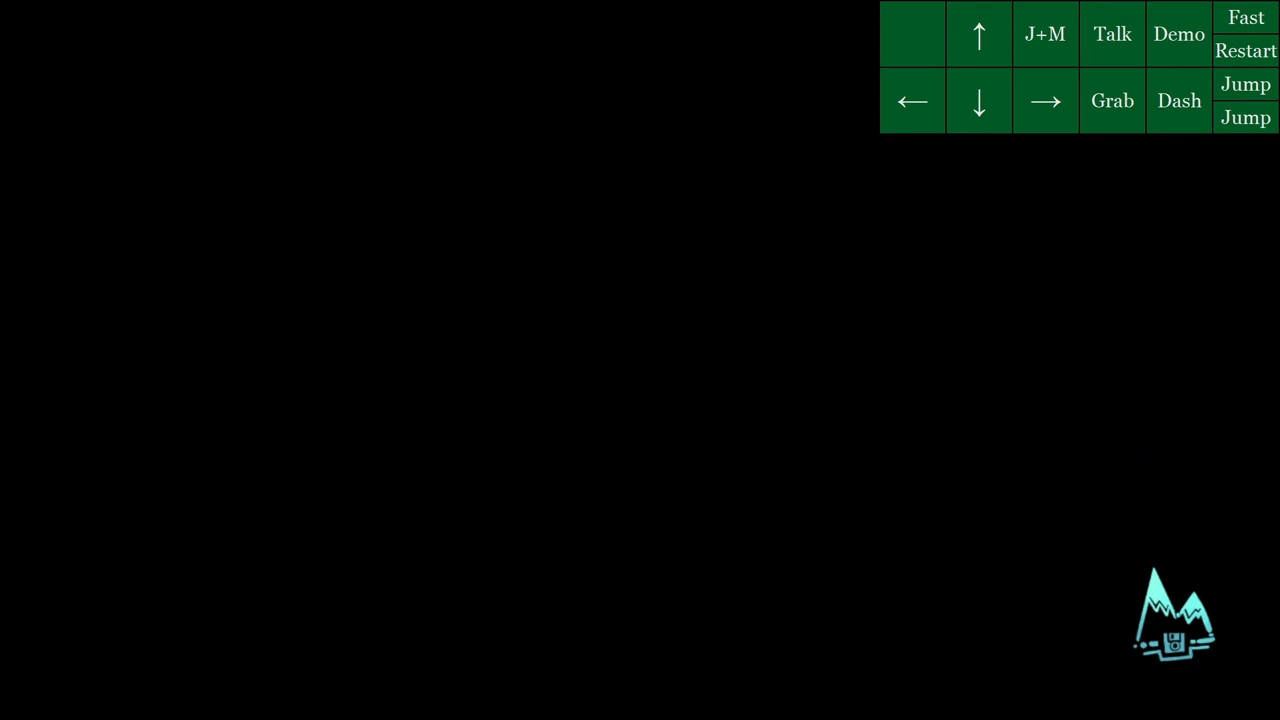 ↑ J+M Talk Demo Fast
Restart
← ↓ → Grab Dash Jump
Jump